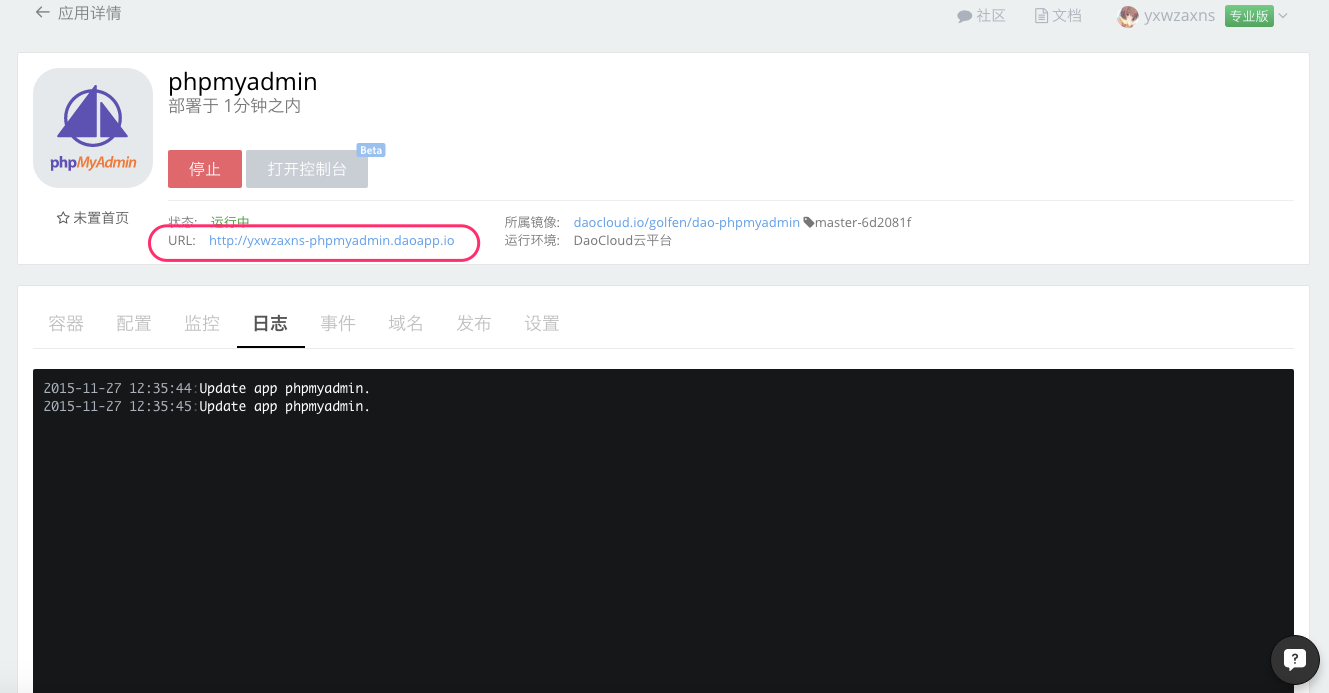 应用详情
社区 文档 yxwzaxns 专业版
phpmyadmin
部署于 1分钟之内
phpMyAdmin
停止 打开控制台 Beta
未置首页
状态: 运行中 所属镜像: daocloud.io/golfen/dao-phpmyadmin master-6d2081f
URL: http://yxwzaxns-phpmyadmin.daoapp.io 运行环境: DaoCloud云平台
容器 配置 监控 日志 事件 域名 发布 设置
2015-11-27 12:35:44:Update app phpmyadmin.
2015-11-27 12:35:45:Update app phpmyadmin.
?